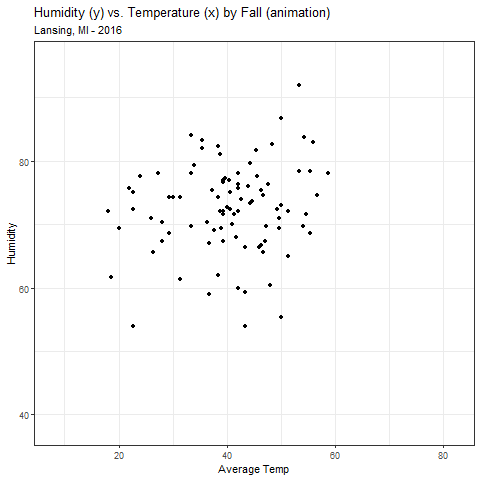 Humidity (y) vs. Temperature (x) by Fall (animation)
Lansing, MI - 2016
80
60
40
Humidity
20 40 60 80
Average Temp